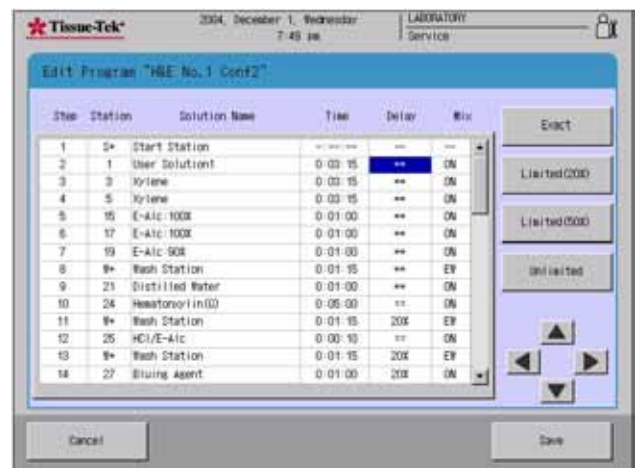 Tissue-Tek
2004, December 1, Wednesday
7:49 pm
LABORATORY
Service
Edit Program "H&E No.1 Conf2"
Step Station Solution Name Time Delay Mix
1 S* Start Station -:--:-- -- --
2 1 User Solution1 0:03:15 ** ON
3 3 Xylene 0:03:15 ** ON
4 5 Xylene 0:03:15 ** ON
5 15 E-Alc:100% 0:01:00 ** ON
6 17 E-Alc:100% 0:01:00 ** ON
7 19 E-Alc:90% 0:01:00 ** ON
8 W* Wash Station 0:01:15 ** EW
9 21 Distilled Water 0:01:00 ** ON
10 24 0:05:00 == ON
11 W* Wash Station 0:01:15 20% EW
12 25 HCl/E-Alc 0:00:10 == ON
13 W* Wash Station 0:01:15 20% EW
14 27 Bluing Agent 0:01:00 20% ON
Exact
Limited(20%)
Limited(50%)
Unlimited
Cancel
Save